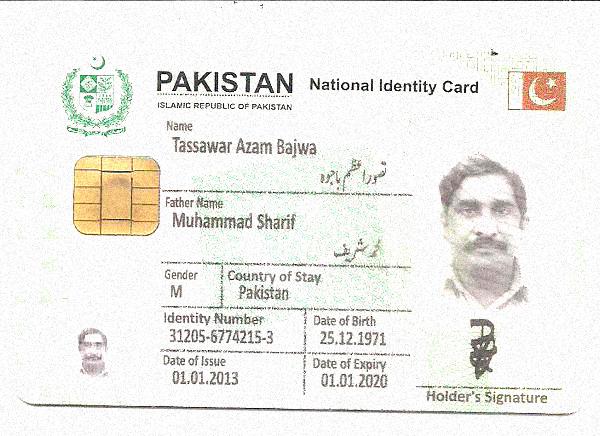 PAKISTAN National Identity Card
ISLAMIC REPUBLIC OF PAKISTAN
Name
Tassawar Azam Bajwa
تصور اعظم باجوہ
Father Name
Muhammad Sharif
محمد شریف
Gender Country of Stay
M Pakistan
Identity Number Date of Birth
31205-6774215-3 25.12.1971
Date of Issue Date of Expiry
01.01.2013 01.01.2020
Holder's Signature